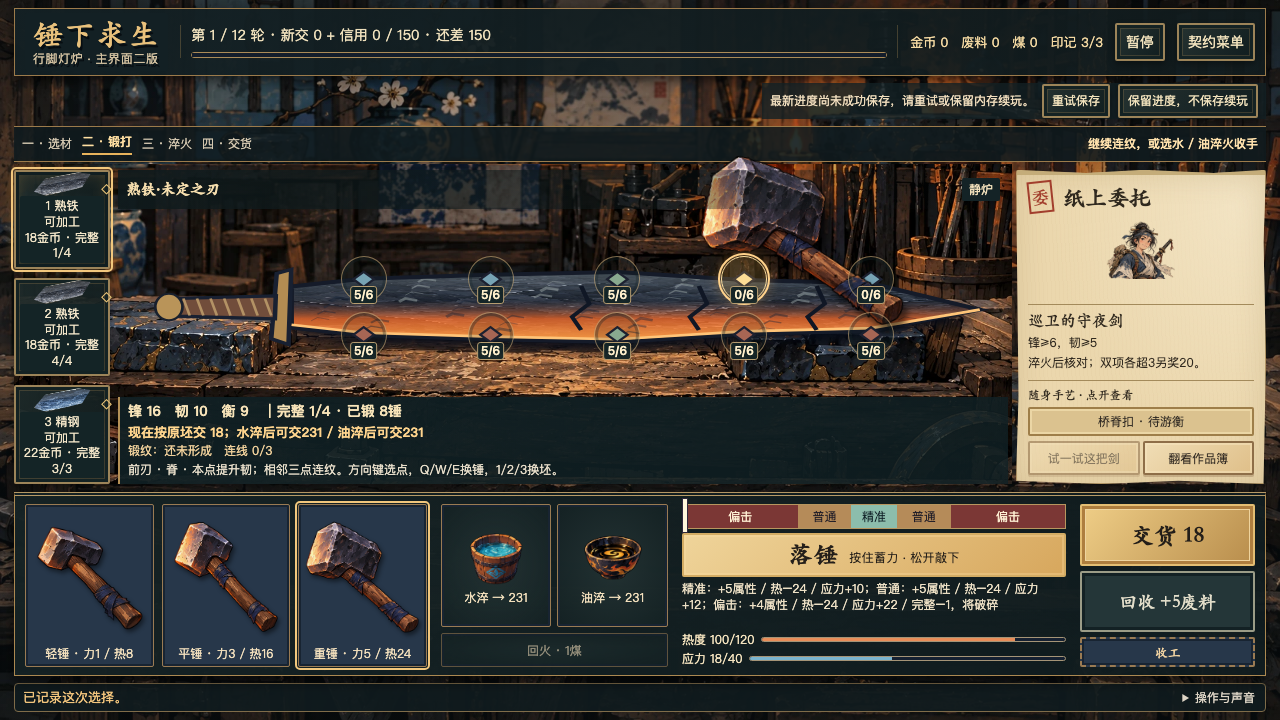 锤下求生
行脚灯炉 · 主界面二版
第 1 / 12 轮 · 新交 0 + 信用 0 / 150 · 还差 150
金币 0 废料 0 煤 0 印记 3/3
暂停
契约菜单
最新进度尚未成功保存，请重试或保留内存续玩。
重试保存
保留进度，不保存续玩
一 · 选材 二 · 锻打 三 · 淬火 四 · 交货
继续连纹，或选水 / 油淬火收手
1 熟铁
可加工
18金币 · 完整
1/4
2 熟铁
可加工
18金币 · 完整
4/4
3 精钢
可加工
22金币 · 完整
3/3
熟铁·未定之刃
静炉
5/6 5/6 5/6 0/6 0/6
5/6 5/6 5/6 5/6 5/6
锋 16 韧 10 衡 9 ｜完整 1/4 · 已锻 8锤
现在按原坯交 18；水淬后可交231 / 油淬后可交231
锻纹：还未形成 连线 0/3
前刃 · 脊 · 本点提升韧；相邻三点连纹。方向键选点，Q/W/E换锤，1/2/3换坯。
委
纸上委托
巡卫的守夜剑
锋≥6，韧≥5
淬火后核对；双项各超3另奖20。
随身手艺 · 点开查看
桥脊扣 · 待游衡
试一试这把剑
翻看作品簿
轻锤 · 力1 / 热8
平锤 · 力3 / 热16
重锤 · 力5 / 热24
水淬 → 231
油淬 → 231
回火 · 1煤
偏击 普通 精准 普通 偏击
落锤 按住蓄力 · 松开敲下
精准：+5属性 / 热−24 / 应力+10；普通：+5属性 / 热−24 / 应力
+12；偏击：+4属性 / 热−24 / 应力+22 / 完整−1，将破碎
热度 100/120
应力 18/40
交货 18
回收 +5废料
收工
已记录这次选择。
▶ 操作与声音